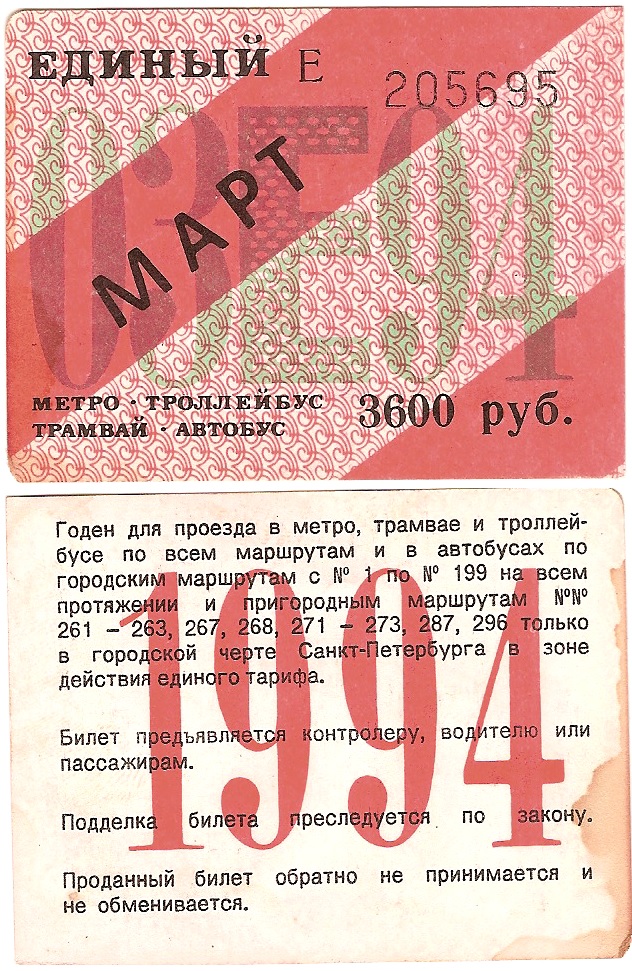 ЕДИНЫЙ Е 205695
03Е94
МАРТ
МЕТРО · ТРОЛЛЕЙБУС
ТРАМВАЙ · АВТОБУС
3600 руб.
Годен для проезда в метро, трамвае и троллей-
бусе по всем маршрутам и в автобусах по
городским маршрутам с № 1 по № 199 на всем
протяжении и пригородным маршрутам №№
261 – 263, 267, 268, 271 – 273, 287, 296 только
в городской черте Санкт-Петербурга в зоне
действия единого тарифа.
1994
Билет предъявляется контролеру, водителю или
пассажирам.
Подделка билета преследуется по закону.
Проданный билет обратно не принимается и
не обменивается.